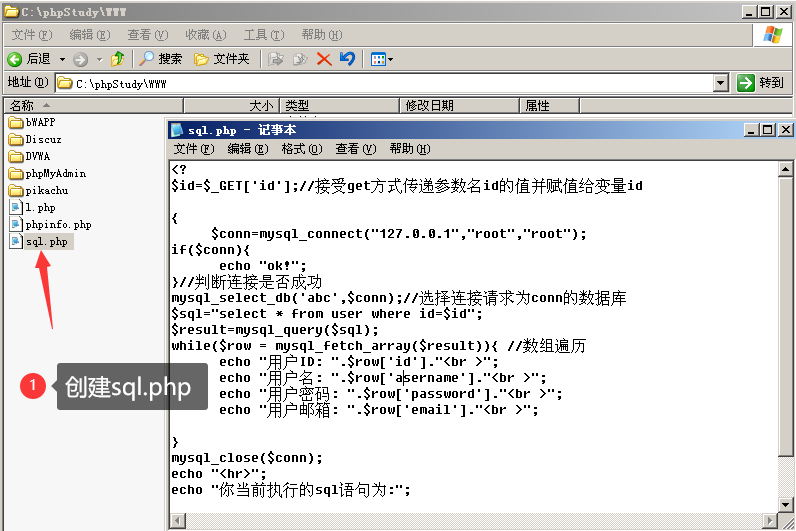 C:\phpStudy\WWW
文件(F) 编辑(E) 查看(V) 收藏(A) 工具(T) 帮助(H)
后退 搜索 文件夹
地址(D) C:\phpStudy\WWW 转到
名称 大小 类型 修改日期 属性
bWAPP
Discuz
DVWA
phpMyAdmin
pikachu
l.php
phpinfo.php
sql.php
1 创建sql.php
sql.php - 记事本
文件(F) 编辑(E) 格式(O) 查看(V) 帮助(H)
<?
$id=$_GET['id'];//接受get方式传递参数名id的值并赋值给变量id
{
$conn=mysql_connect("127.0.0.1","root","root");
if($conn){
echo "ok!";
}//判断连接是否成功
mysql_select_db('abc',$conn);//选择连接请求为conn的数据库
$sql="select * from user where id=$id";
$result=mysql_query($sql);
while($row = mysql_fetch_array($result)){ //数组遍历
echo "用户ID: ".$row['id']."<br >";
echo "用户名: ".$row['asername']."<br >";
echo "用户密码: ".$row['password']."<br >";
echo "用户邮箱: ".$row['email']."<br >";
}
mysql_close($conn);
echo "<hr>";
echo "你当前执行的sql语句为:";